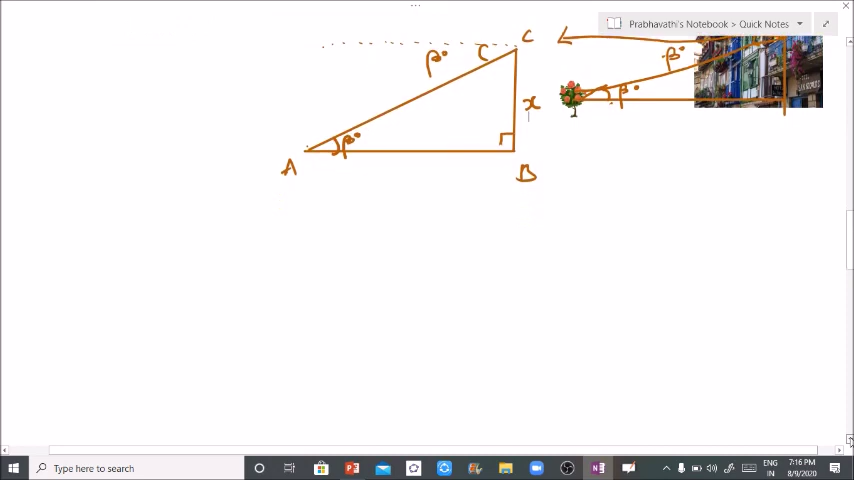 Prabhavathi's Notebook > Quick Notes
C
β°
β°
x
β°
β°
A
B
Type here to search
ENG
7:16 PM
IN
8/9/2020